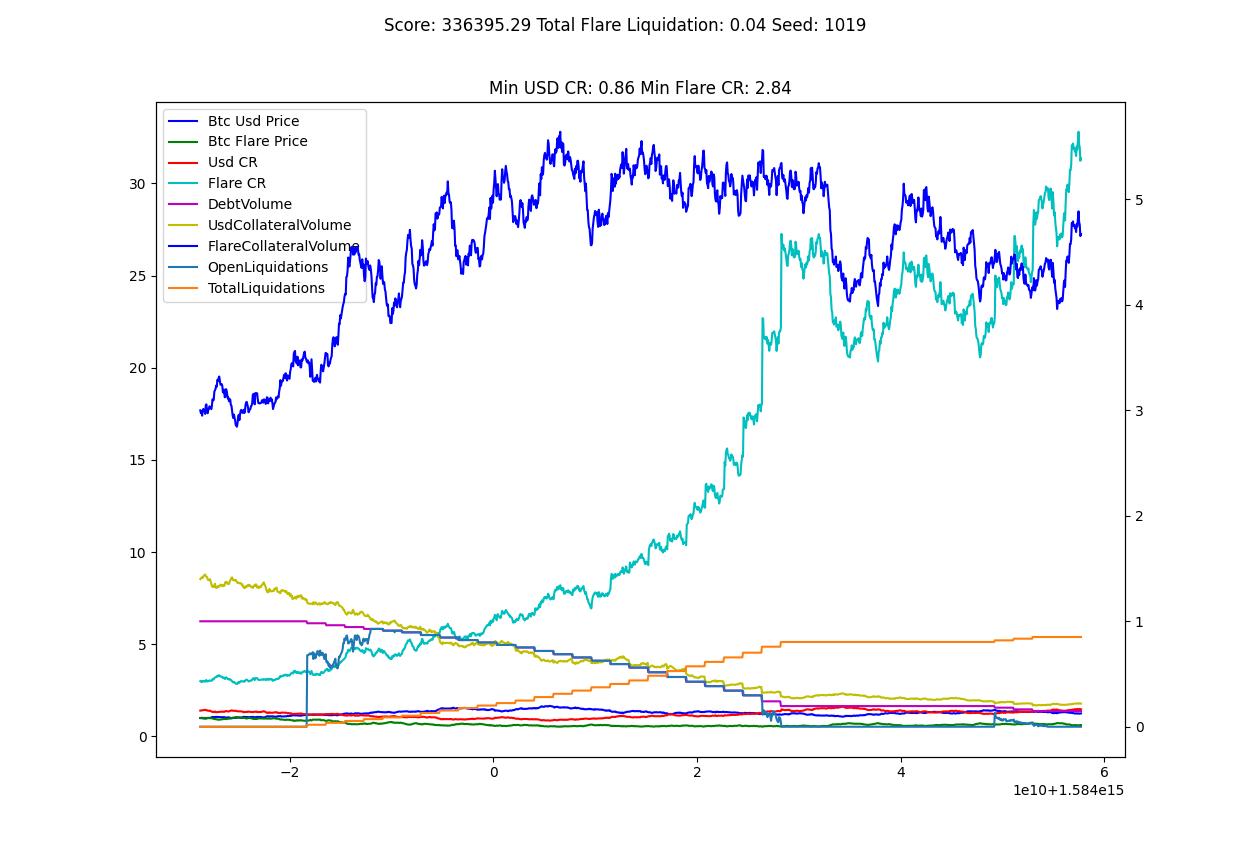 Score: 336395.29 Total Flare Liquidation: 0.04 Seed: 1019
Min USD CR: 0.86 Min Flare CR: 2.84
Btc Usd Price
Btc Flare Price
Usd CR
Flare CR
DebtVolume
UsdCollateralVolume
FlareCollateralVolume
OpenLiquidations
TotalLiquidations
30
25
20
15
10
5
0
5
4
3
2
1
0
−2
0
2
4
6
1e10+1.584e15